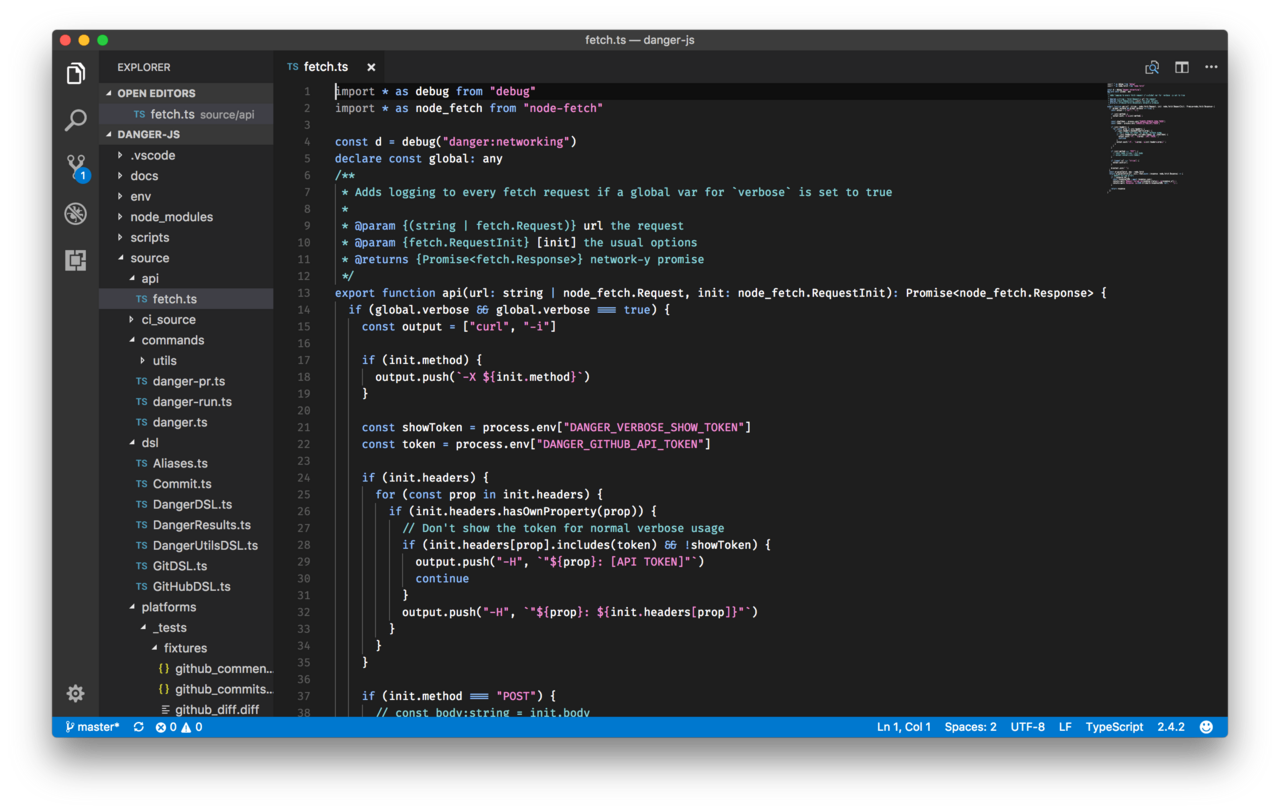 fetch.ts — danger-js
EXPLORER
OPEN EDITORS
TS fetch.ts source/api
DANGER-JS
.vscode
docs
env
node_modules
scripts
source
api
TS fetch.ts
ci_source
commands
utils
TS danger-pr.ts
TS danger-run.ts
TS danger.ts
dsl
TS Aliases.ts
TS Commit.ts
TS DangerDSL.ts
TS DangerResults.ts
TS DangerUtilsDSL.ts
TS GitDSL.ts
TS GitHubDSL.ts
platforms
_tests
fixtures
{} github_commen...
{} github_commits...
github_diff.diff
1
TS fetch.ts ×
1 import * as debug from "debug"
2 import * as node_fetch from "node-fetch"
3
4 const d = debug("danger:networking")
5 declare const global: any
6 /**
7 * Adds logging to every fetch request if a global var for `verbose` is set to true
8 *
9 * @param {(string | fetch.Request)} url the request
10 * @param {fetch.RequestInit} [init] the usual options
11 * @returns {Promise<fetch.Response>} network-y promise
12 */
13 export function api(url: string | node_fetch.Request, init: node_fetch.RequestInit): Promise<node_fetch.Response> {
14 if (global.verbose && global.verbose === true) {
15 const output = ["curl", "-i"]
16
17 if (init.method) {
18 output.push(`-X ${init.method}`)
19 }
20
21 const showToken = process.env["DANGER_VERBOSE_SHOW_TOKEN"]
22 const token = process.env["DANGER_GITHUB_API_TOKEN"]
23
24 if (init.headers) {
25 for (const prop in init.headers) {
26 if (init.headers.hasOwnProperty(prop)) {
27 // Don't show the token for normal verbose usage
28 if (init.headers[prop].includes(token) && !showToken) {
29 output.push("-H", `"${prop}: [API TOKEN]"`)
30 continue
31 }
32 output.push("-H", `"${prop}: ${init.headers[prop]}"`)
33 }
34 }
35 }
36
37 if (init.method === "POST") {
38 // const body:string = init.body
master* 0 0
Ln 1, Col 1 Spaces: 2 UTF-8 LF TypeScript 2.4.2